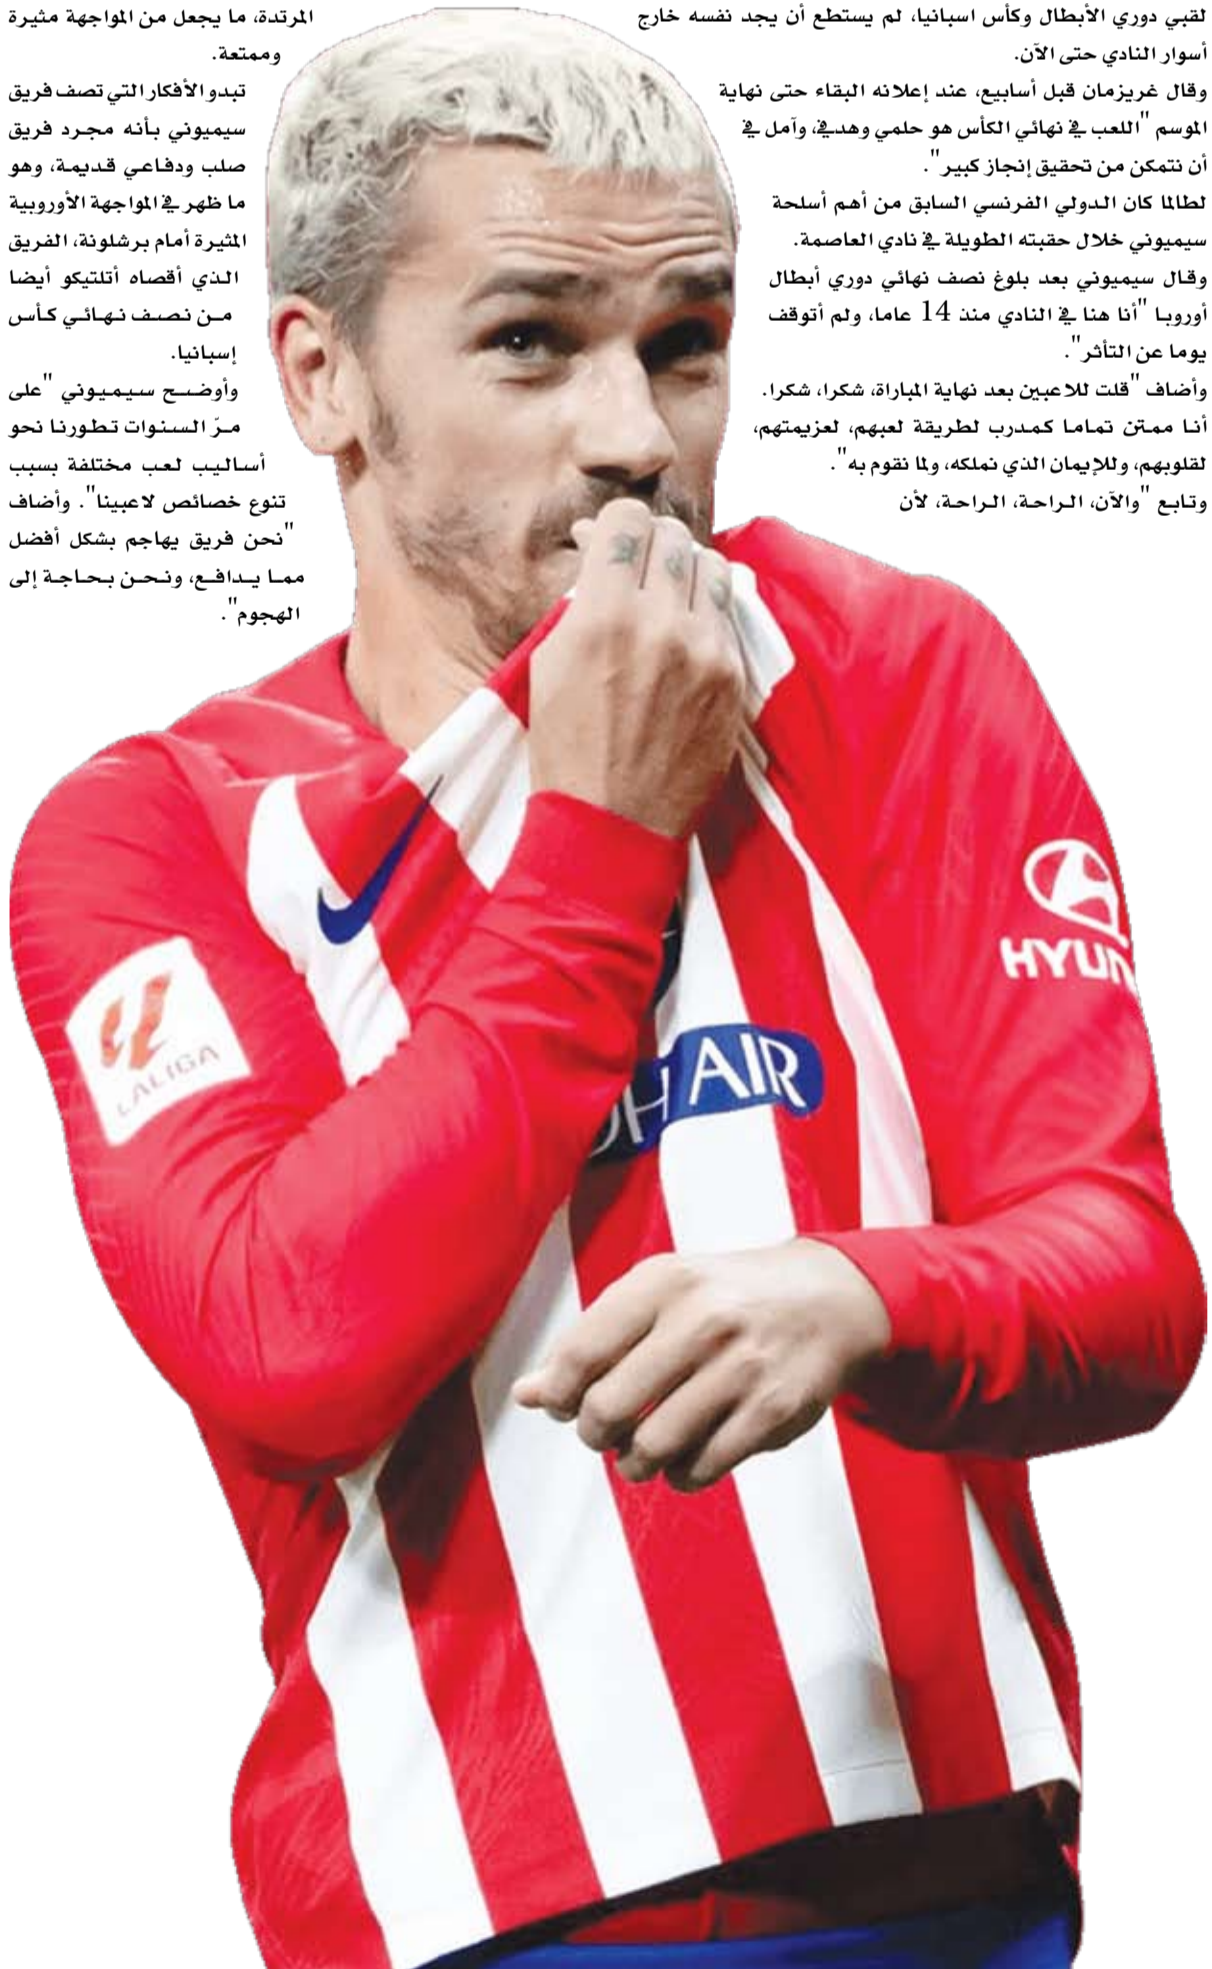 لقبي دوري الأبطال وكأس اسبانيا، لم يستطع أن يجد نفسه خارج
أسوار النادي حتى الآن.
وقال غريزمان قبل أسابيع، عند إعلانه البقاء حتى نهاية
الموسم "اللعب في نهائي الكأس هو حلمي وهدفي، وآمل في
أن نتمكن من تحقيق إنجاز كبير".
لطالما كان الدولي الفرنسي السابق من أهم أسلحة
سيميوني خلال حقبته الطويلة في نادي العاصمة.
وقال سيميوني بعد بلوغ نصف نهائي دوري أبطال
أوروبا "أنا هنا في النادي منذ 14 عاما، ولم أتوقف
يوما عن التأثر".
وأضاف "قلت للاعبين بعد نهاية المباراة، شكرا، شكرا.
أنا ممتن تماما كمدرب لطريقة لعبهم، لعزيمتهم،
لقلوبهم، وللإيمان الذي نملكه، ولما نقوم به".
وتابع "والآن، الراحة، الراحة، لأن
المرتدة، ما يجعل من المواجهة مثيرة
وممتعة.
تبدو الأفكار التي تصف فريق
سيميوني بأنه مجرد فريق
صلب ودفاعي قديمة، وهو
ما ظهر في المواجهة الأوروبية
المثيرة أمام برشلونة، الفريق
الذي أقصاه أتلتيكو أيضا
من نصف نهائي كأس
إسبانيا.
وأوضح سيميوني "على
مرّ السنوات تطورنا نحو
أساليب لعب مختلفة بسبب
تنوع خصائص لاعبينا". وأضاف
"نحن فريق يهاجم بشكل أفضل
مما يدافع، ونحن بحاجة إلى
الهجوم".
HYUN
LALIGA
DH AIR